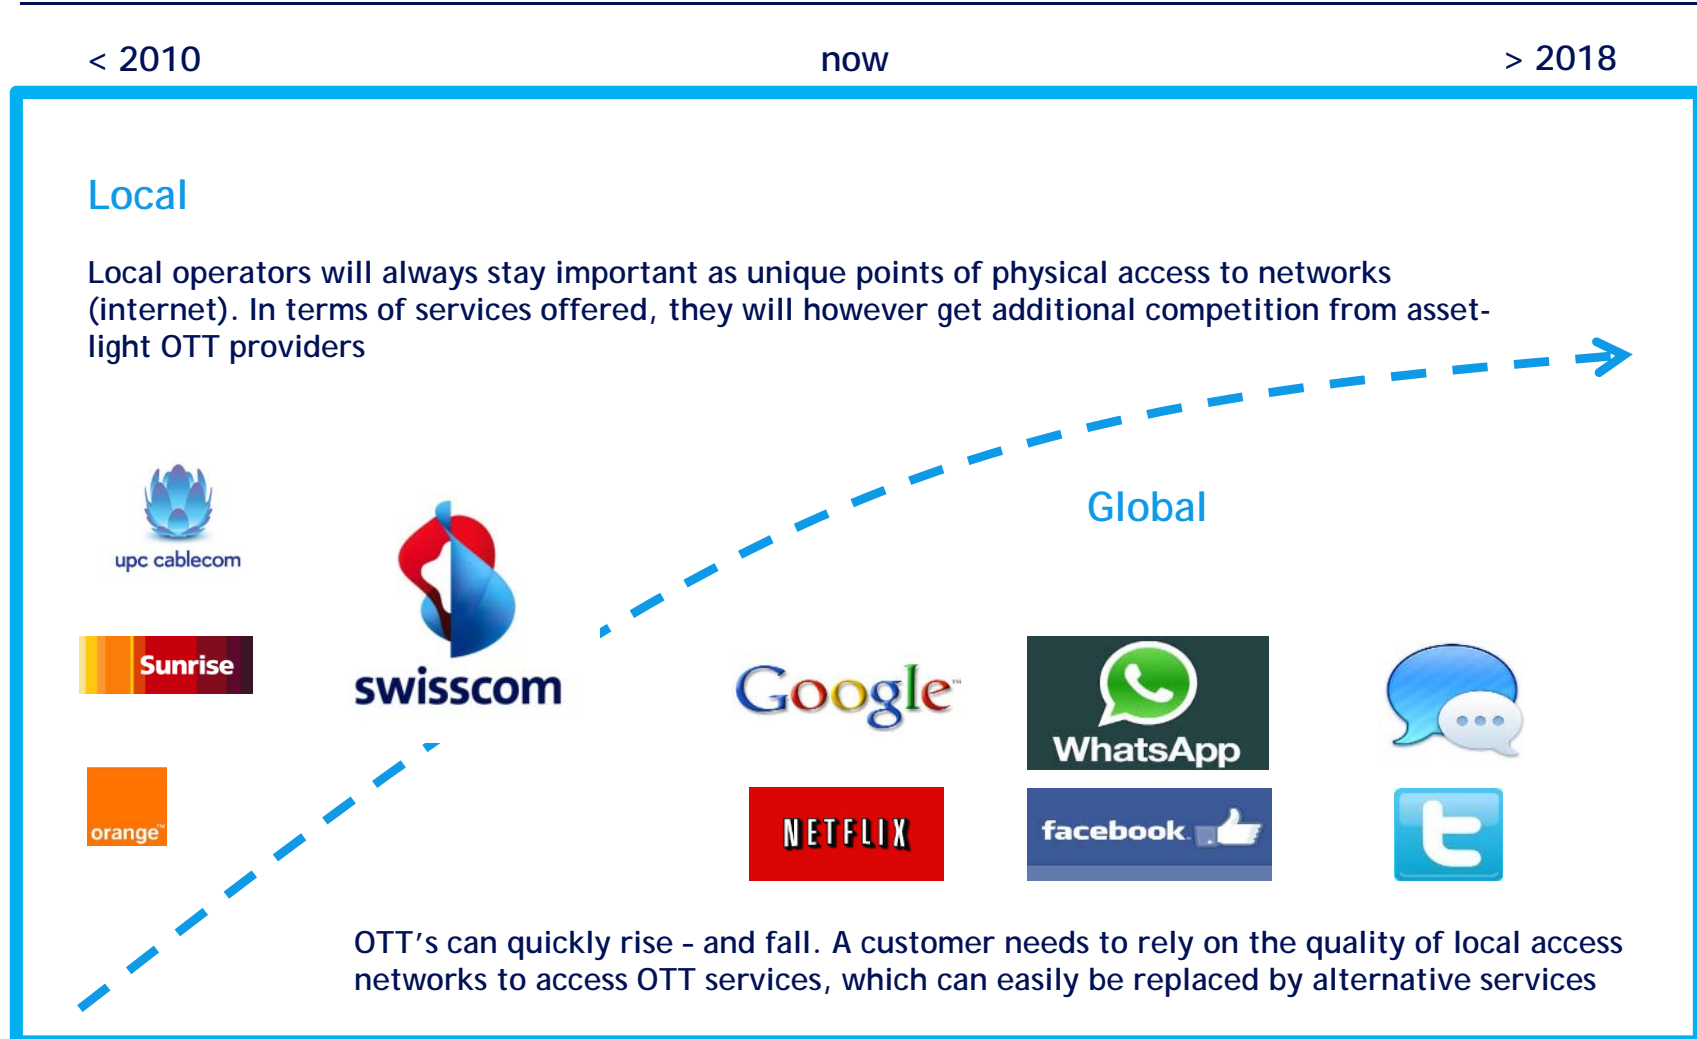 < 2010
now
> 2018
Local
Local operators will always stay important as unique points of physical access to networks
(internet). In terms of services offered, they will however get additional competition from asset-
light OTT providers
Global
upc cablecom
Sunrise
swisscom
orange™
Google™
WhatsApp
NETFLIX
facebook.
t
OTT’s can quickly rise – and fall. A customer needs to rely on the quality of local access
networks to access OTT services, which can easily be replaced by alternative services